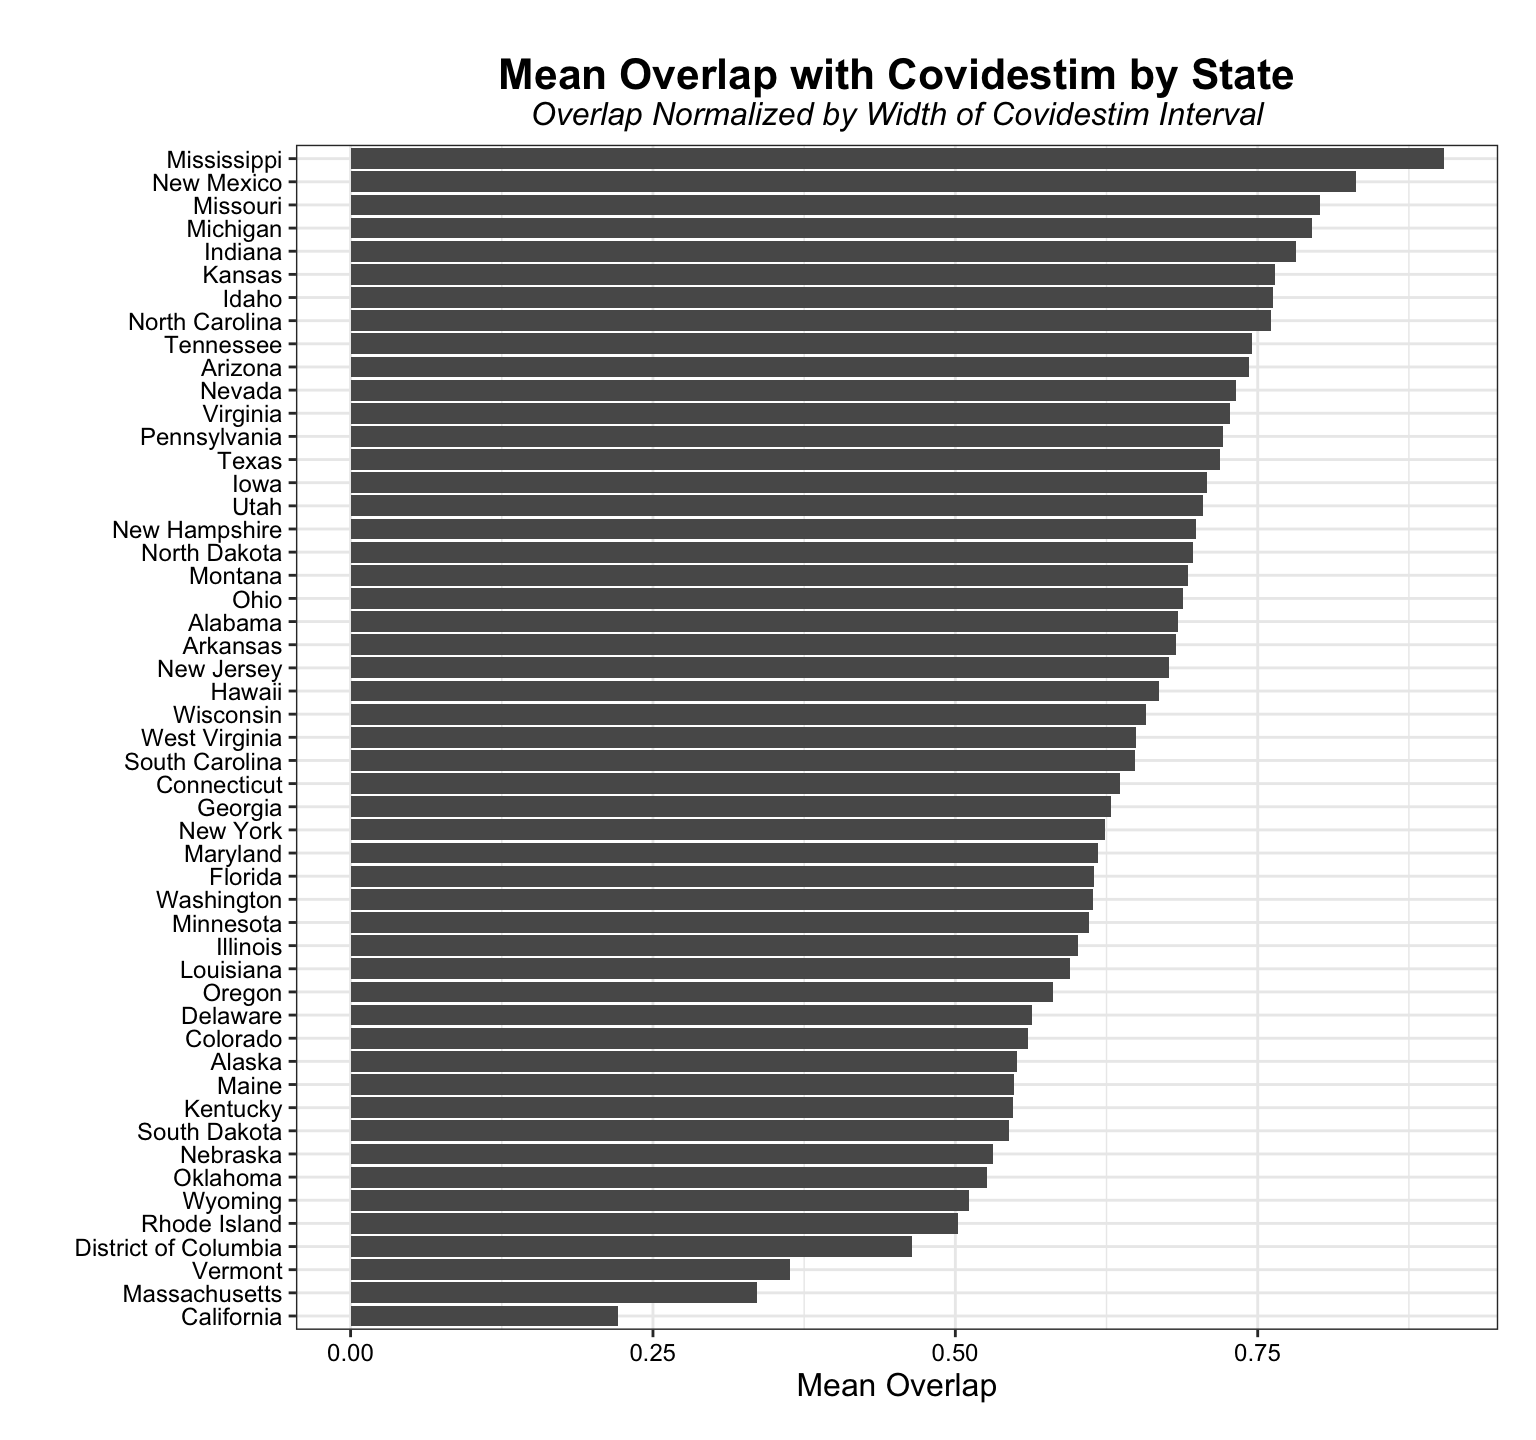 Mean Overlap with Covidestim by State
Overlap Normalized by Width of Covidestim Interval
Mississippi
New Mexico
Missouri
Michigan
Indiana
Kansas
Idaho
North Carolina
Tennessee
Arizona
Nevada
Virginia
Pennsylvania
Texas
Iowa
Utah
New Hampshire
North Dakota
Montana
Ohio
Alabama
Arkansas
New Jersey
Hawaii
Wisconsin
West Virginia
South Carolina
Connecticut
Georgia
New York
Maryland
Florida
Washington
Minnesota
Illinois
Louisiana
Oregon
Delaware
Colorado
Alaska
Maine
Kentucky
South Dakota
Nebraska
Oklahoma
Wyoming
Rhode Island
District of Columbia
Vermont
Massachusetts
California
0.00 0.25 0.50 0.75
Mean Overlap